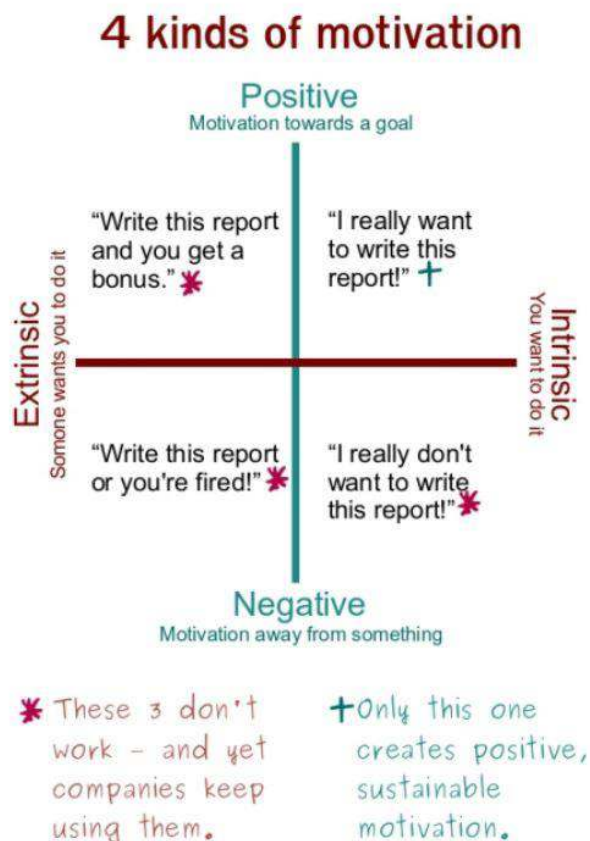 4 kinds of motivation
Positive
Motivation towards a goal
“Write this report
and you get a
bonus.” *
“I really want
to write this
report!” +
Extrinsic
Somone wants you to do it
Intrinsic
You want to do it
“Write this report
or you're fired!” *
“I really don't
want to write
this report!” *
Negative
Motivation away from something
* These 3 don't
work - and yet
companies keep
using them.
+ Only this one
creates positive,
sustainable
motivation.